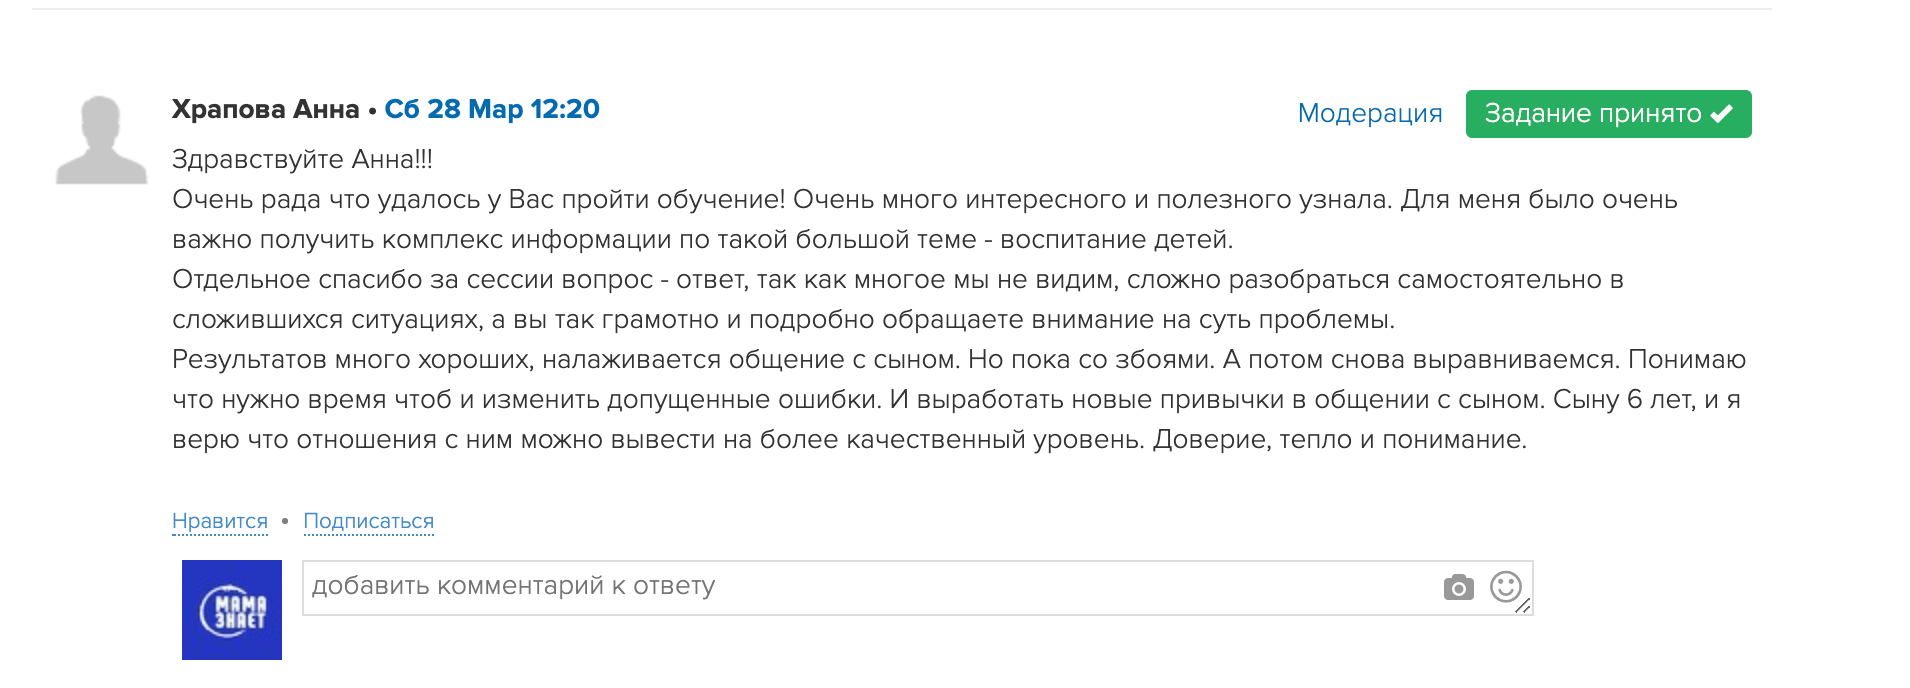 Храпова Анна • Сб 28 Мар 12:20
Модерация
Задание принято ✔
Здравствуйте Анна!!!
Очень рада что удалось у Вас пройти обучение! Очень много интересного и полезного узнала. Для меня было очень
важно получить комплекс информации по такой большой теме - воспитание детей.
Отдельное спасибо за сессии вопрос - ответ, так как многое мы не видим, сложно разобраться самостоятельно в
сложившихся ситуациях, а вы так грамотно и подробно обращаете внимание на суть проблемы.
Результатов много хороших, налаживается общение с сыном. Но пока со збоями. А потом снова выравниваемся. Понимаю
что нужно время чтоб и изменить допущенные ошибки. И выработать новые привычки в общении с сыном. Сыну 6 лет, и я
верю что отношения с ним можно вывести на более качественный уровень. Доверие, тепло и понимание.
Нравится • Подписаться
МАМА
ЗНАЕТ
добавить комментарий к ответу